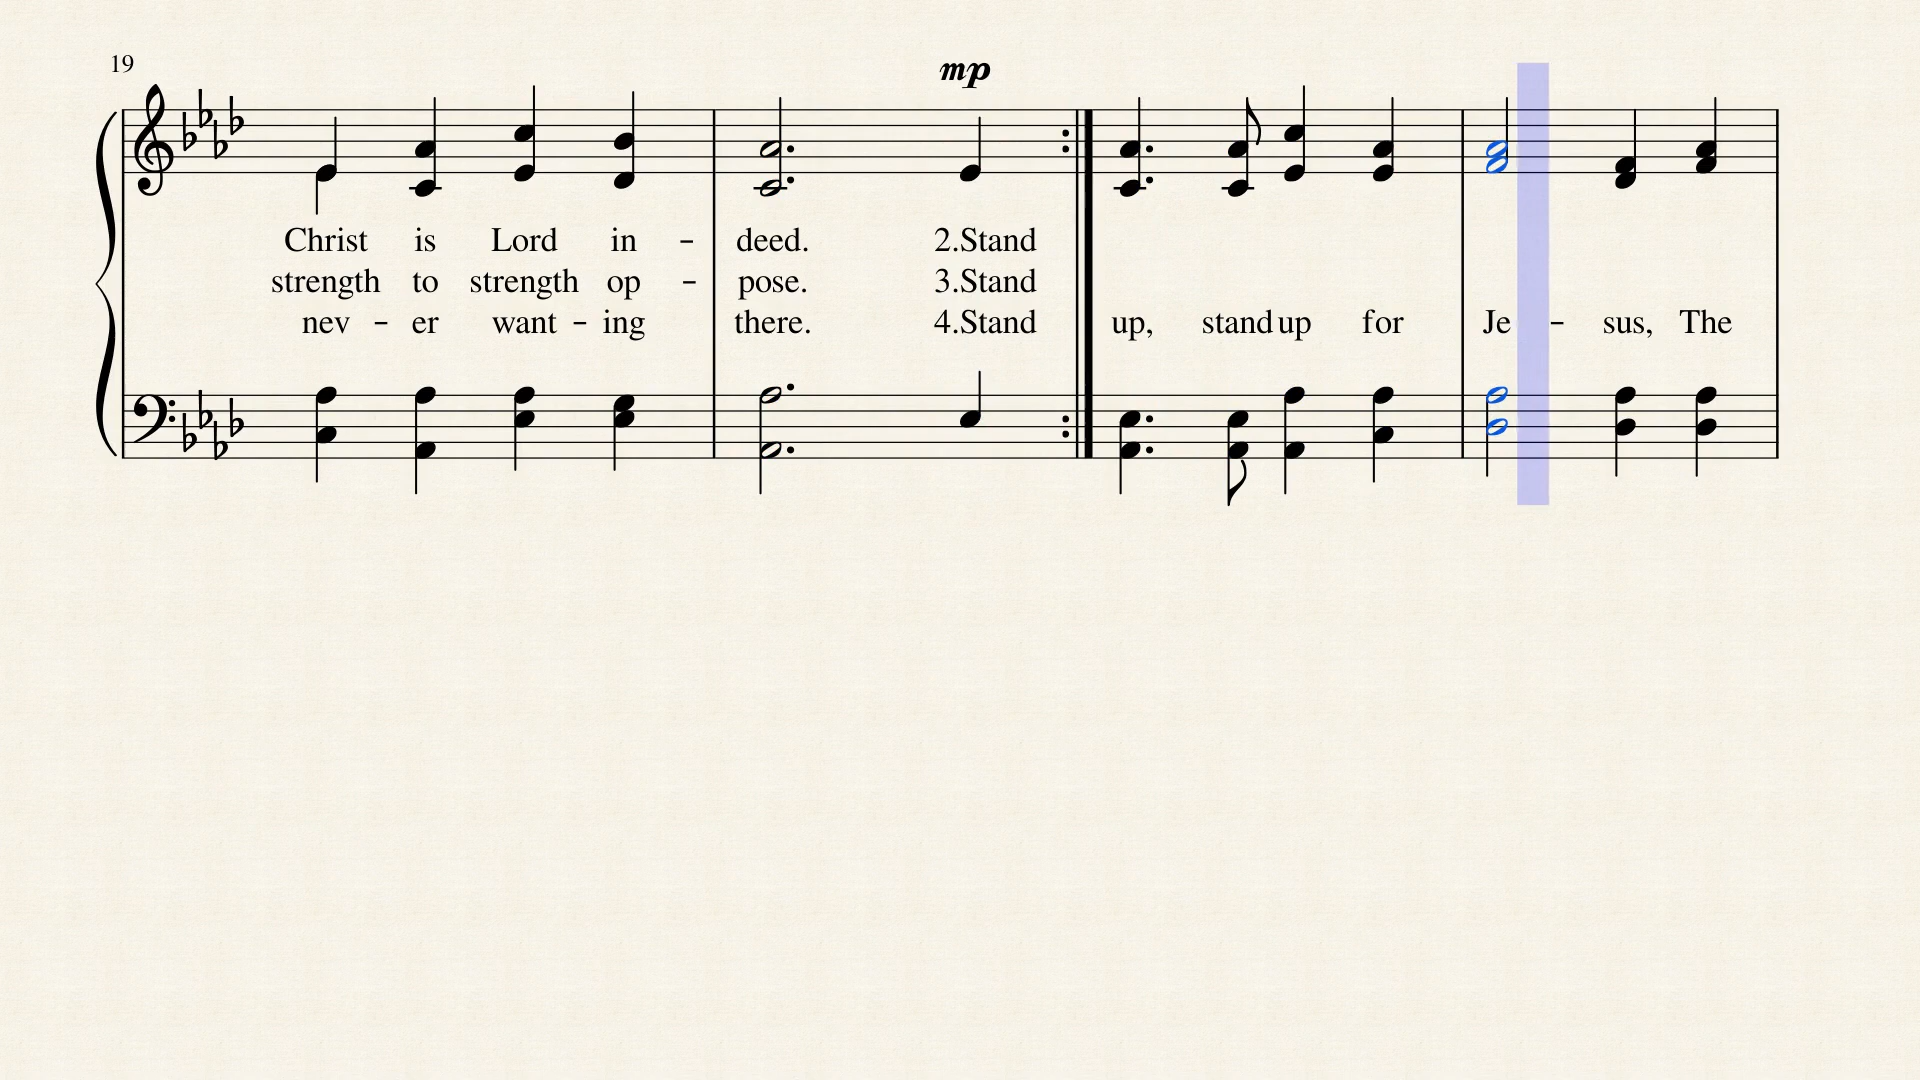 19
mp
Christ is Lord in - deed. 2.Stand
strength to strength op - pose. 3.Stand
nev - er want - ing there. 4.Stand up, stand up for Je - sus, The